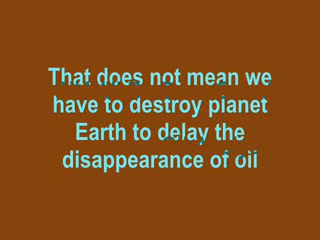 That does not mean we
have to destroy planet
Earth to delay the
disappearance of oil